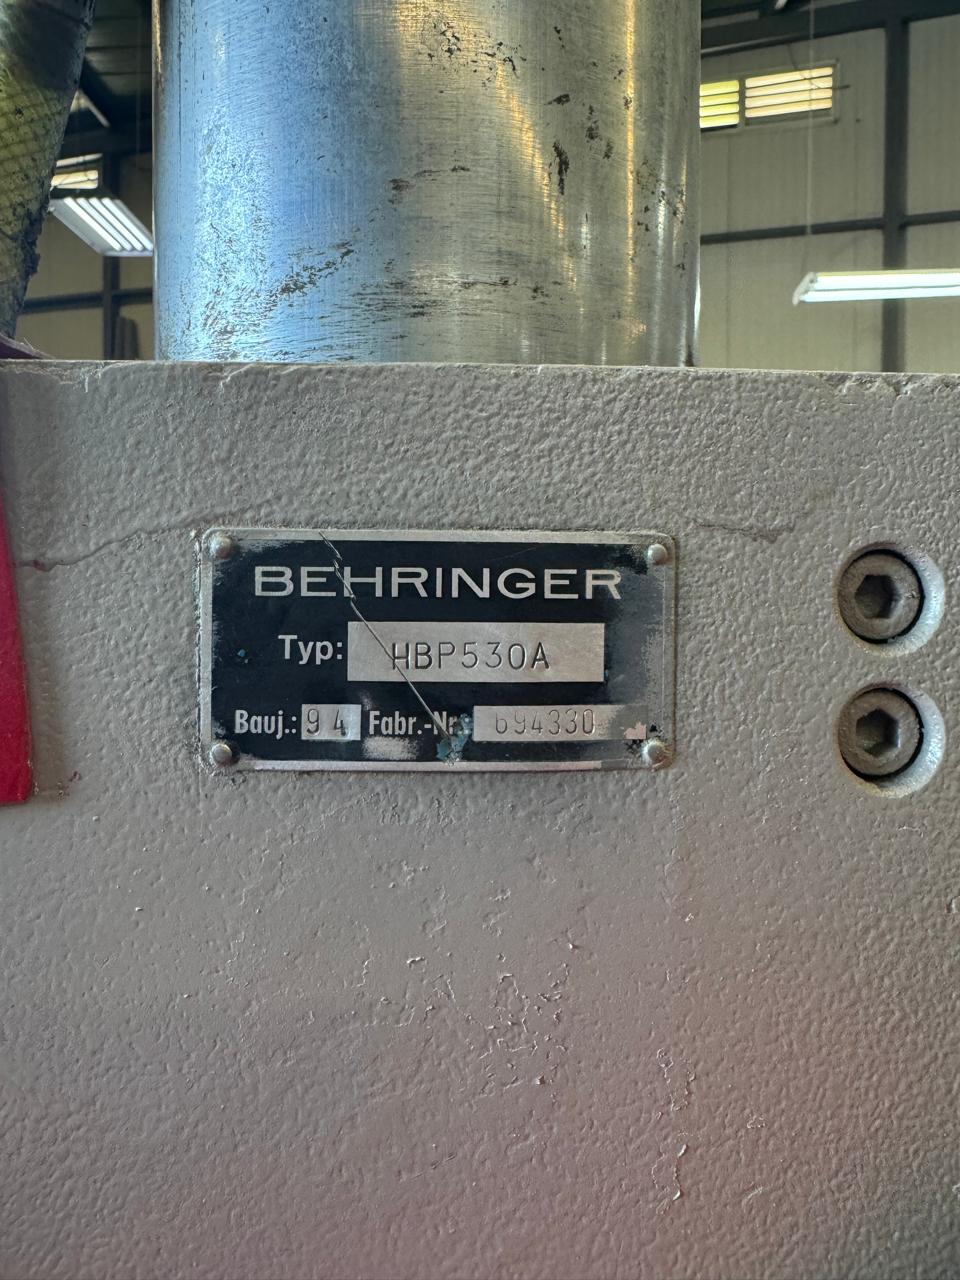 BEHRINGER
Typ: HBP530A
Bauj.: 94 Fabr.-Nr.: 694330